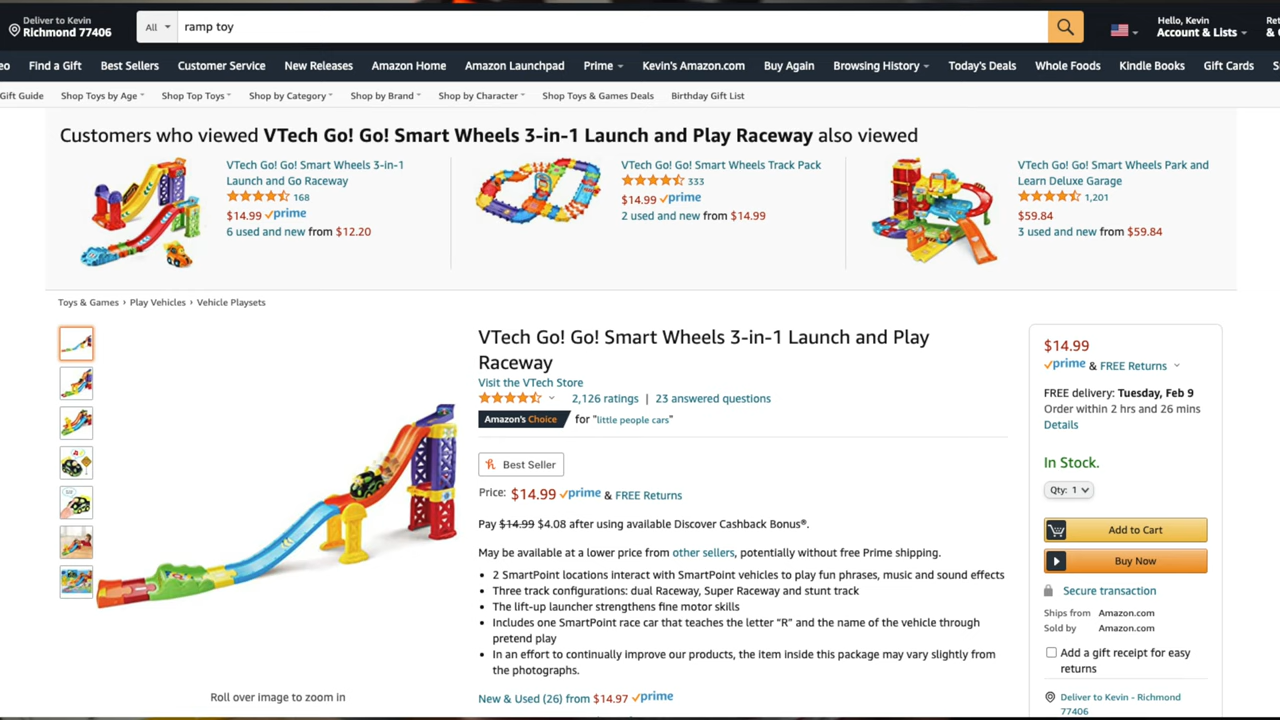 Deliver to Kevin
Richmond 77406
All
ramp toy
Hello, Kevin
Account & Lists
Ret
&
eo Find a Gift Best Sellers Customer Service New Releases Amazon Home Amazon Launchpad Prime Kevin's Amazon.com Buy Again Browsing History Today's Deals Whole Foods Kindle Books Gift Cards S
Gift Guide Shop Toys by Age Shop Top Toys Shop by Category Shop by Brand Shop by Character Shop Toys & Games Deals Birthday Gift List
Customers who viewed VTech Go! Go! Smart Wheels 3-in-1 Launch and Play Raceway also viewed
VTech Go! Go! Smart Wheels 3-in-1
Launch and Go Raceway
168
$14.99 prime
6 used and new from $12.20
VTech Go! Go! Smart Wheels Track Pack
333
$14.99 prime
2 used and new from $14.99
VTech Go! Go! Smart Wheels Park and
Learn Deluxe Garage
1,201
$59.84
3 used and new from $59.84
Toys & Games › Play Vehicles › Vehicle Playsets
VTech Go! Go! Smart Wheels 3-in-1 Launch and Play
Raceway
Visit the VTech Store
2,126 ratings | 23 answered questions
Amazon's Choice for "little people cars"
Best Seller
Price: $14.99 prime & FREE Returns
Pay $14.99 $4.08 after using available Discover Cashback Bonus®.
May be available at a lower price from other sellers, potentially without free Prime shipping.
• 2 SmartPoint locations interact with SmartPoint vehicles to play fun phrases, music and sound effects
• Three track configurations: dual Raceway, Super Raceway and stunt track
• The lift-up launcher strengthens fine motor skills
• Includes one SmartPoint race car that teaches the letter "R" and the name of the vehicle through
pretend play
• In an effort to continually improve our products, the item inside this package may vary slightly from
the photographs.
New & Used (26) from $14.97 prime
Roll over image to zoom in
$14.99
prime & FREE Returns
FREE delivery: Tuesday, Feb 9
Order within 2 hrs and 26 mins
Details
In Stock.
Qty: 1
Add to Cart
Buy Now
Secure transaction
Ships from Amazon.com
Sold by Amazon.com
Add a gift receipt for easy
returns
Deliver to Kevin - Richmond
77406